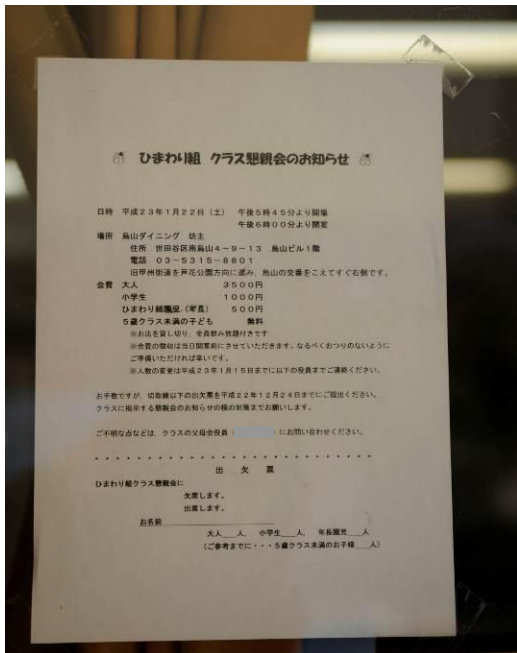 ひまわり組 クラス懇親会のお知らせ
日時 平成23年1月22日(土) 午後5時45分より開場
午後6時00分より開宴
場所 烏山ダイニング 坊主
住所 世田谷区南烏山4-9-13 烏山ビル1階
電話 03-5315-8801
旧甲州街道を芦花公園方向に進み、烏山の交番をこえてすぐ右側です。
会費 大人 3500円
小学生 1000円
ひまわり組園児(年長) 500円
5歳クラス未満の子ども 無料
※お店を貸し切り、全員飲み放題付きです
※会費の徴収は当日開宴前にさせていただきます。なるべくおつりのないように
ご準備いただければ幸いです。
※人数の変更は平成23年1月15日までに以下の役員までご連絡ください。
お手数ですが、切取線以下の出欠票を平成22年12月24日までにご提出ください。
クラスに掲示する懇親会のお知らせの横の封筒までお願いします。
ご不明な点などは、クラスの父母会役員( )にお問い合わせください。
出 欠 票
ひまわり組クラス懇親会に
欠席します。
出席します。
お名前
大人___人、 小学生___人、 年長園児___人
(ご参考までに・・・5歳クラス未満のお子様___人)